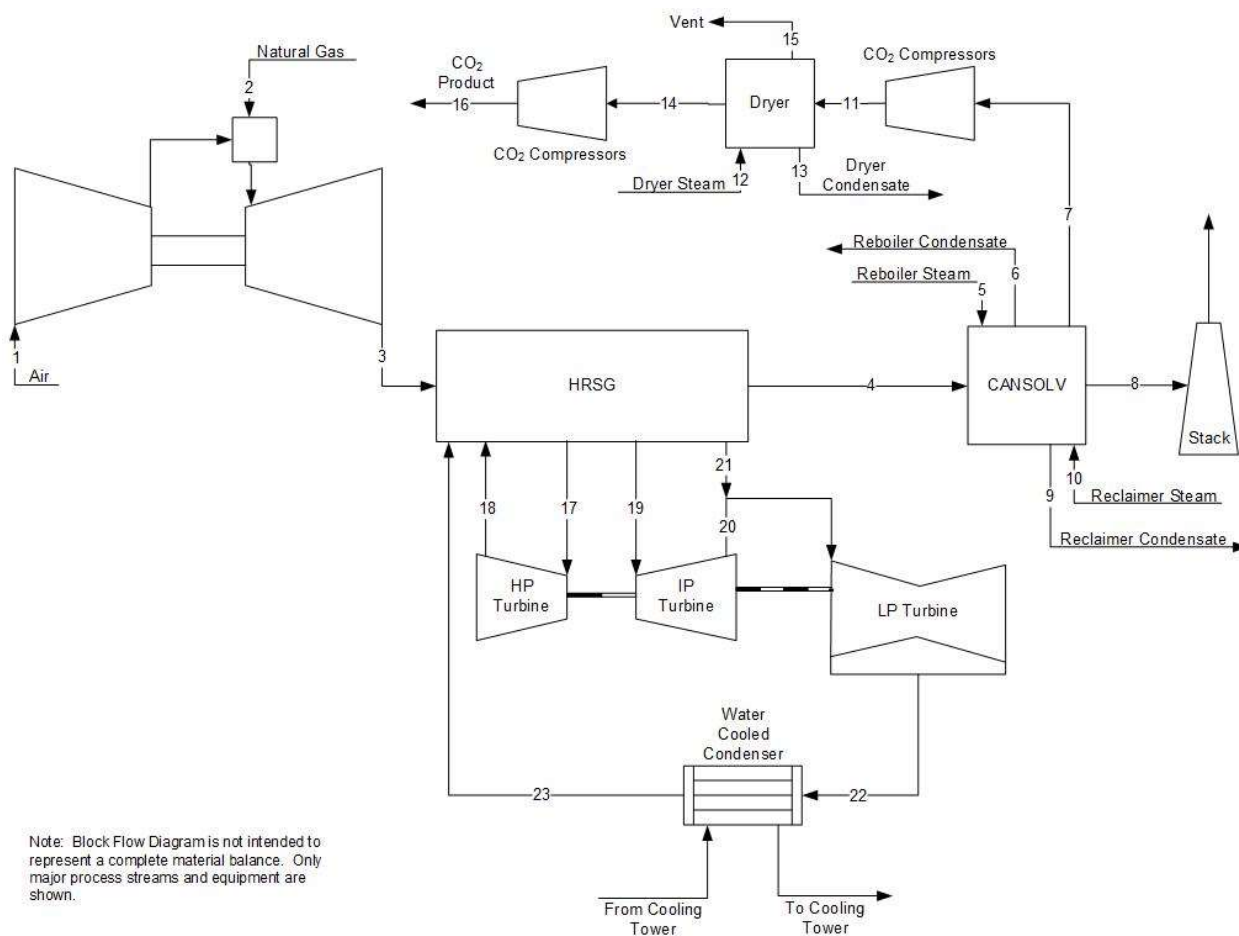 Vent
15
CO2 Compressors
Natural Gas
2
CO2
Product
16
14
Dryer
11
CO2 Compressors
Dryer Steam
12
13
Dryer
Condensate
7
Reboiler Condensate
6
Reboiler Steam
5
1
Air
3
HRSG
4
CANSOLV
8
Stack
9
10
Reclaimer Steam
Reclaimer Condensate
21
18
17
19
20
HP
Turbine
IP
Turbine
LP Turbine
Water
Cooled
Condenser
23
22
Note: Block Flow Diagram is not intended to
represent a complete material balance. Only
major process streams and equipment are
shown.
From Cooling
Tower
To Cooling
Tower